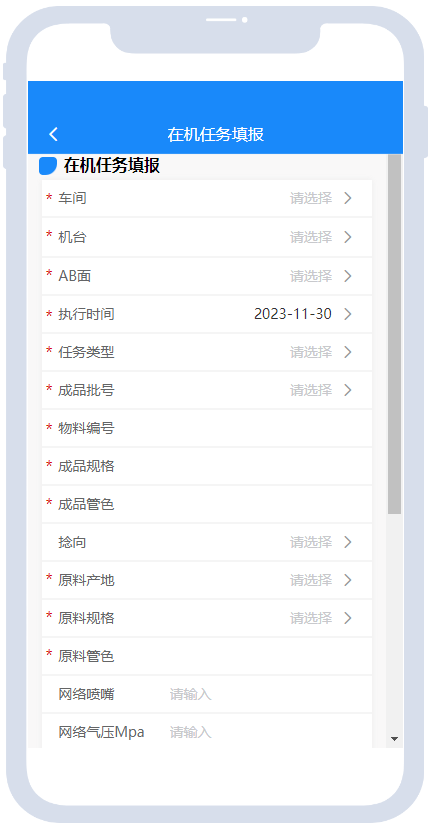 在机任务填报
在机任务填报
* 车间 请选择
* 机台 请选择
* AB面 请选择
* 执行时间 2023-11-30
* 任务类型 请选择
* 成品批号 请选择
* 物料编号
* 成品规格
* 成品管色
捻向 请选择
* 原料产地 请选择
* 原料规格 请选择
* 原料管色
网络喷嘴 请输入
网络气压Mpa 请输入